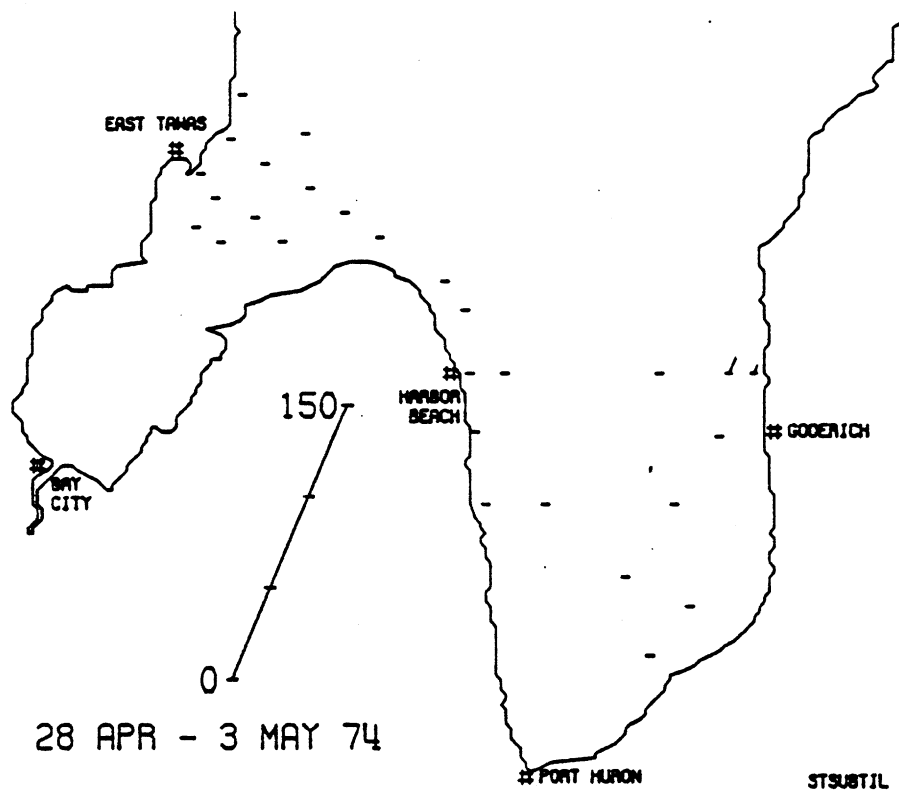 EAST TAWAS
#
#
HARBOR
BEACH
150
# GODERICH
#
BAY
CITY
0
28 APR - 3 MAY 74
# PORT HURON
STSUBTIL